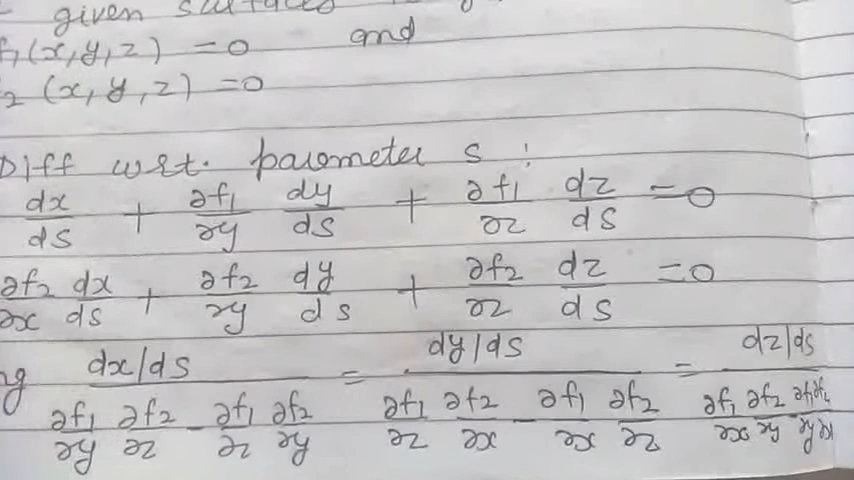 given surfaces
f₁(x,y,z) = 0 and
₂ (x, y, z) = 0
Diff w.r.t. parameter s :
dx/ds + ∂f₁/∂y dy/ds + ∂f₁/∂z dz/ds = 0
∂f₂/∂x dx/ds + ∂f₂/∂y dy/ds + ∂f₂/∂z dz/ds = 0
g (dx/ds)/(∂f₁/∂y ∂f₂/∂z - ∂f₁/∂z ∂f₂/∂y) = (dy/ds)/(∂f₁/∂z ∂f₂/∂x - ∂f₁/∂x ∂f₂/∂z) = (dz/ds)/(∂f₁/∂x ∂f₂/∂y ∂f₁/∂y ∂f₂/∂x)